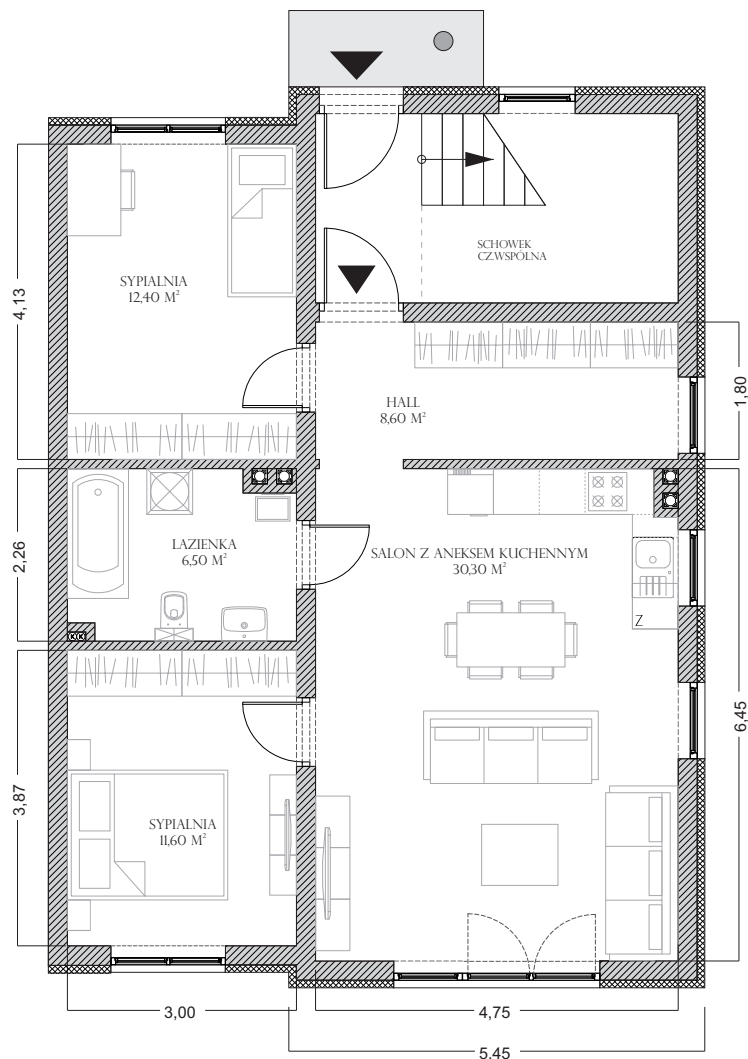 SCHOWEK
CZ.WSPÓLNA
SYPIALNIA
12,40 M²
4,13
HALL
8,60 M²
1,80
LAZIENKA
6,50 M²
2,26
SALON Z ANEKSEM KUCHENNYM
30,30 M²
Z
6,45
SYPIALNIA
11,60 M²
3,87
3,00
4,75
5,45